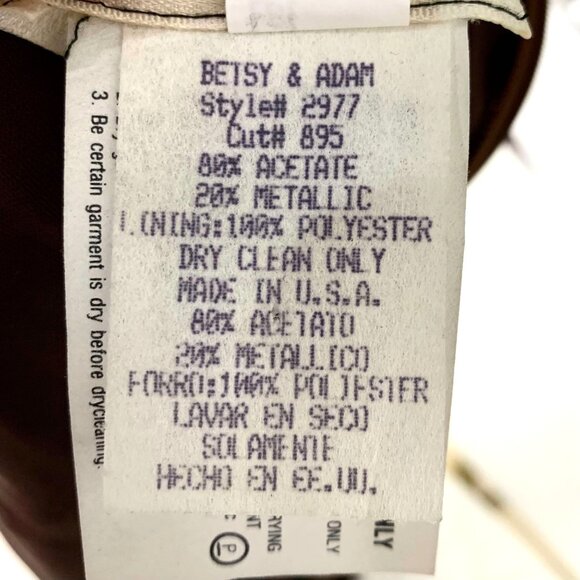 BETSY & ADAM
Style# 2977
Cut# 895
80% ACETATE
20% METALLIC
LINING:100% POLYESTER
DRY CLEAN ONLY
MADE IN U.S.A.
80% ACETATO
20% METALLICO
FORRO:100% POLIESTER
LAVAR EN SECO
SOLAMENTE
HECHO EN EE.UU.
3. Be certain garment is dry before drycleaning.
P
ONLY